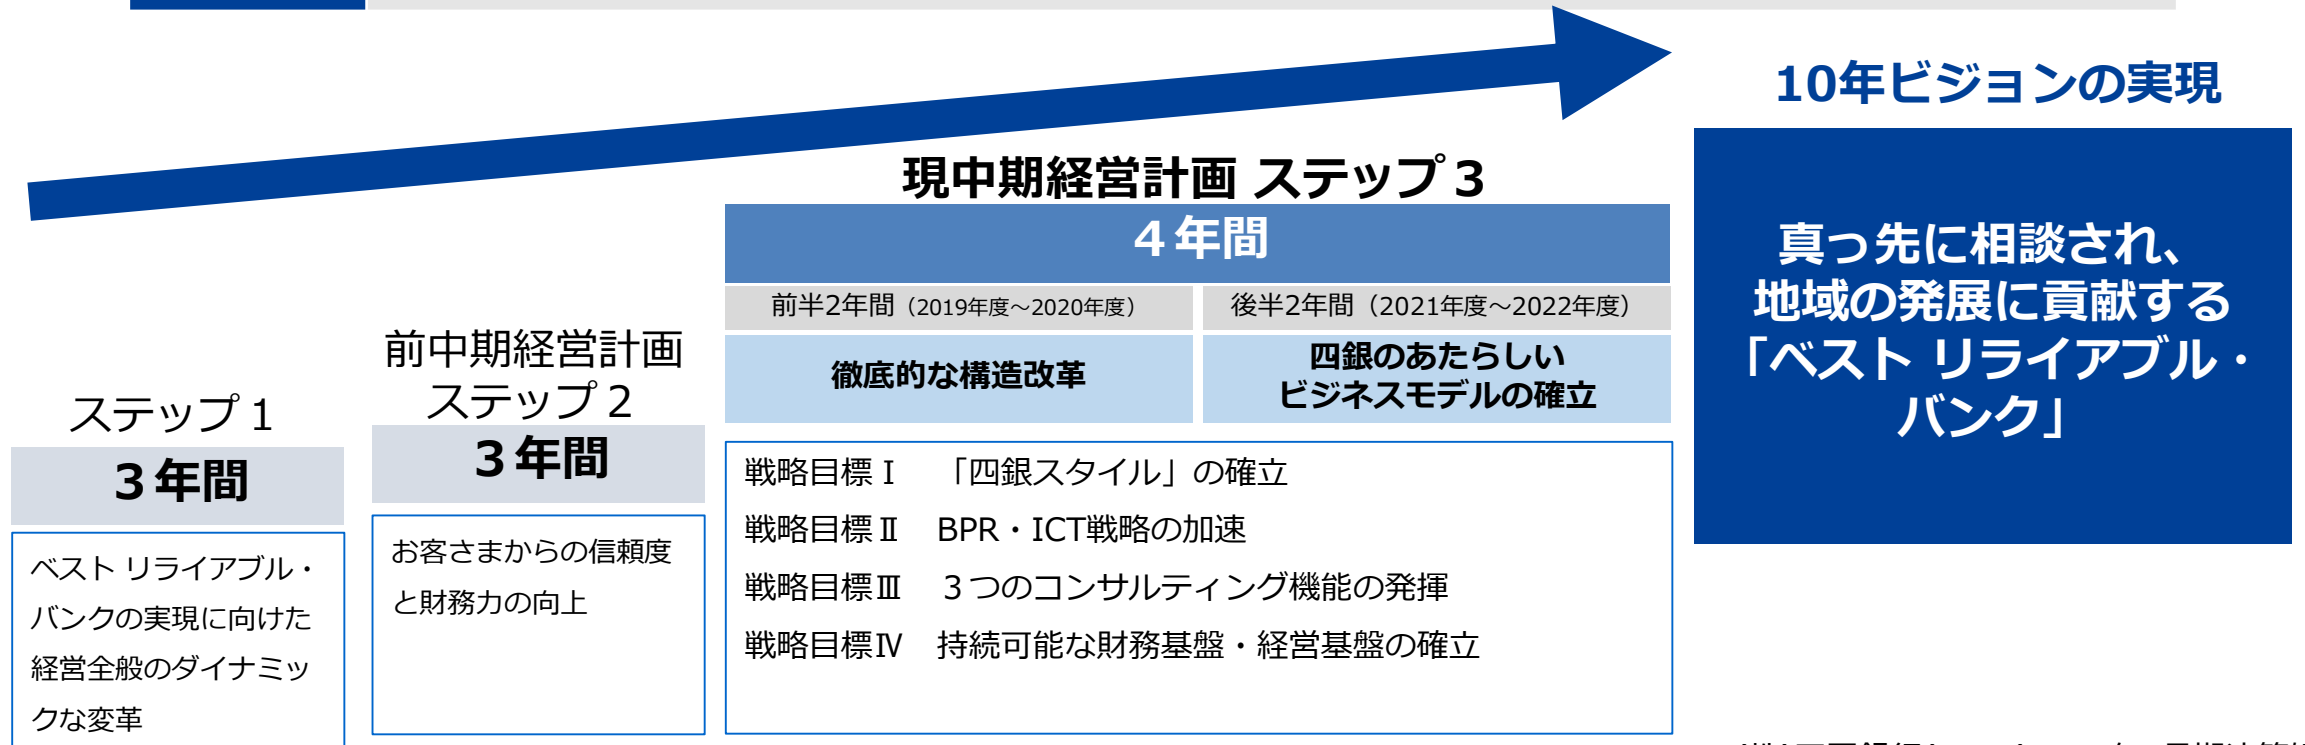 10年ビジョンの実現
真っ先に相談され、
地域の発展に貢献する
「ベスト リライアブル・
バンク」
現中期経営計画 ステップ３
４年間
前半2年間（2019年度～2020年度）
後半2年間（2021年度～2022年度）
徹底的な構造改革
四銀のあたらしい
ビジネスモデルの確立
戦略目標Ⅰ 「四銀スタイル」の確立
戦略目標Ⅱ BPR・ICT戦略の加速
戦略目標Ⅲ ３つのコンサルティング機能の発揮
戦略目標Ⅳ 持続可能な財務基盤・経営基盤の確立
前中期経営計画
ステップ２
３年間
お客さまからの信頼度
と財務力の向上
ステップ１
３年間
ベスト リライアブル・
バンクの実現に向けた
経営全般のダイナミッ
クな変革